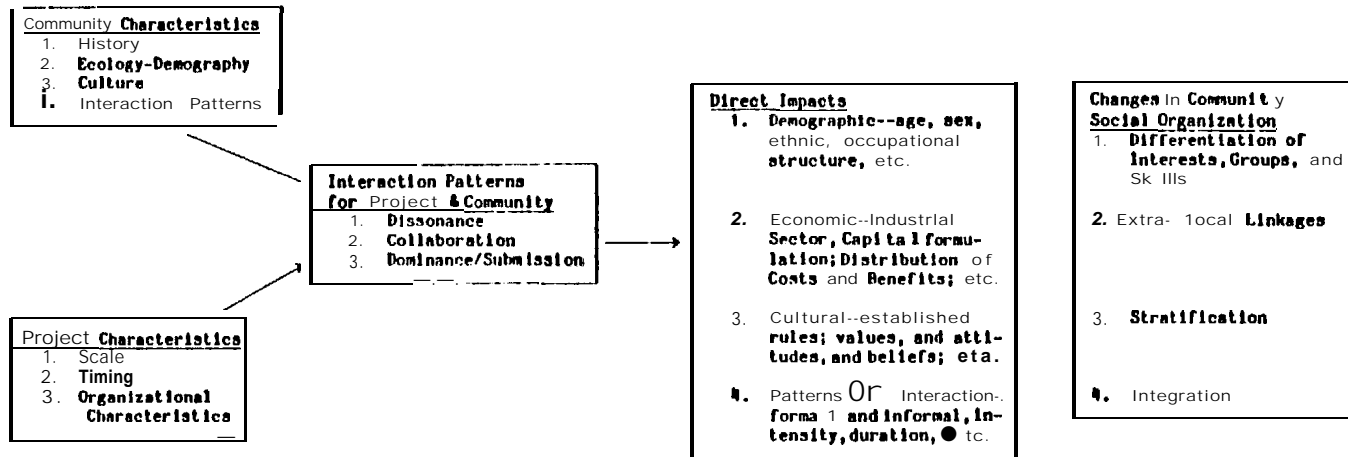 Community Characteristics
1. History
2. Ecology-Demography
3. Culture
i. Interaction Patterns
Project Characteristics
1. Scale
2. Timing
3. Organizational
Characteristics
Interaction Patterns
for Project & Community
1. Dissonance
2. Collaboration
3. Dominance/Submission
Direct Impacts
1. Demographic--age, sex,
ethnic, occupational
structure, etc.
2. Economic--Industrial
Sector, Capital formu-
lation; Distribution of
Costs and Benefits; etc.
3. Cultural--established
rules; values, and atti-
tudes, and beliefs; eta.
4. Patterns Or Interaction-.
forma 1 and informal, in-
tensity, duration, ● tc.
Changes In Communit y
Social Organization
1. Differentiation of
Interests, Groups, and
Sk Ills
2. Extra- 1ocal Linkages
3. Stratification
4. Integration